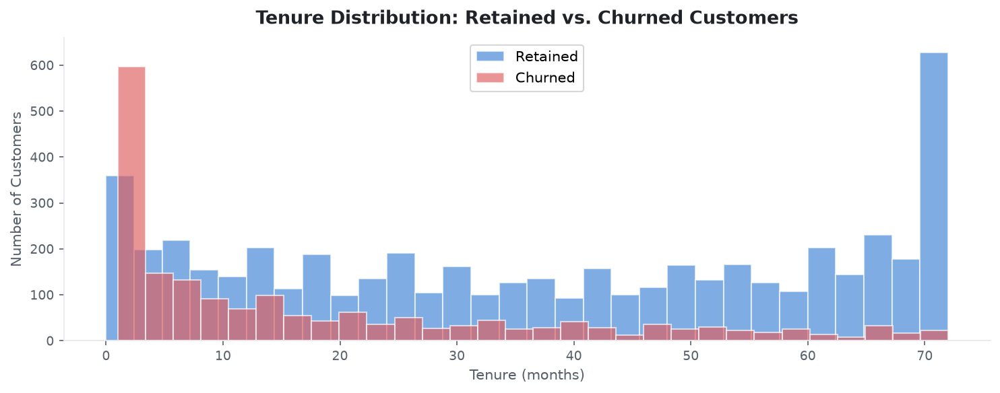 Tenure Distribution: Retained vs. Churned Customers
Retained
Churned
Number of Customers
600
500
400
300
200
100
0
0 10 20 30 40 50 60 70
Tenure (months)